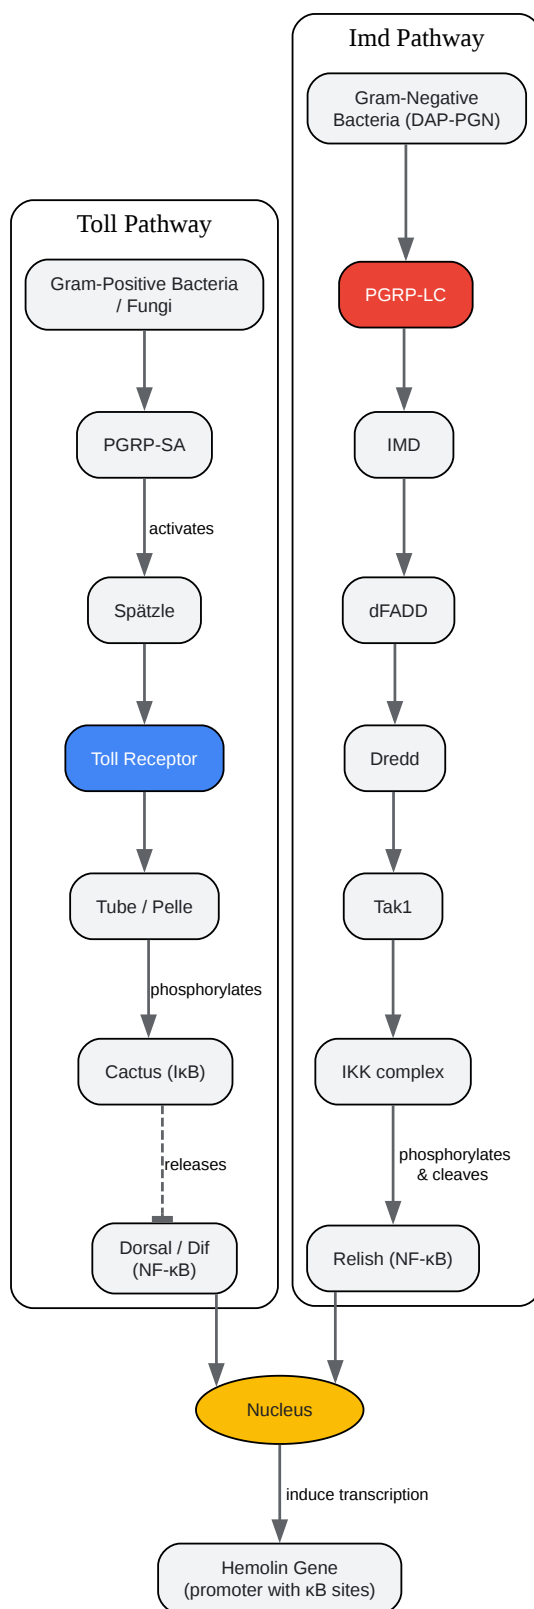 Imd Pathway
Gram-Negative
Bacteria (DAP-PGN)
PGRP-LC
IMD
dFADD
Dredd
Tak1
IKK complex
phosphorylates
& cleaves
Relish (NF-κB)
Toll Pathway
Gram-Positive Bacteria
/ Fungi
PGRP-SA
activates
Spätzle
Toll Receptor
Tube / Pelle
phosphorylates
Cactus (IκB)
releases
Dorsal / Dif
(NF-κB)
Nucleus
induce transcription
Hemolin Gene
(promoter with κB sites)